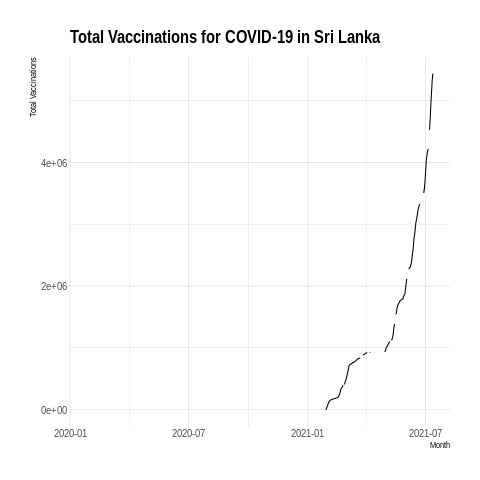 Total Vaccinations for COVID-19 in Sri Lanka
Total Vaccinations
4e+06
2e+06
0e+00
2020-01 2020-07 2021-01 2021-07
Month